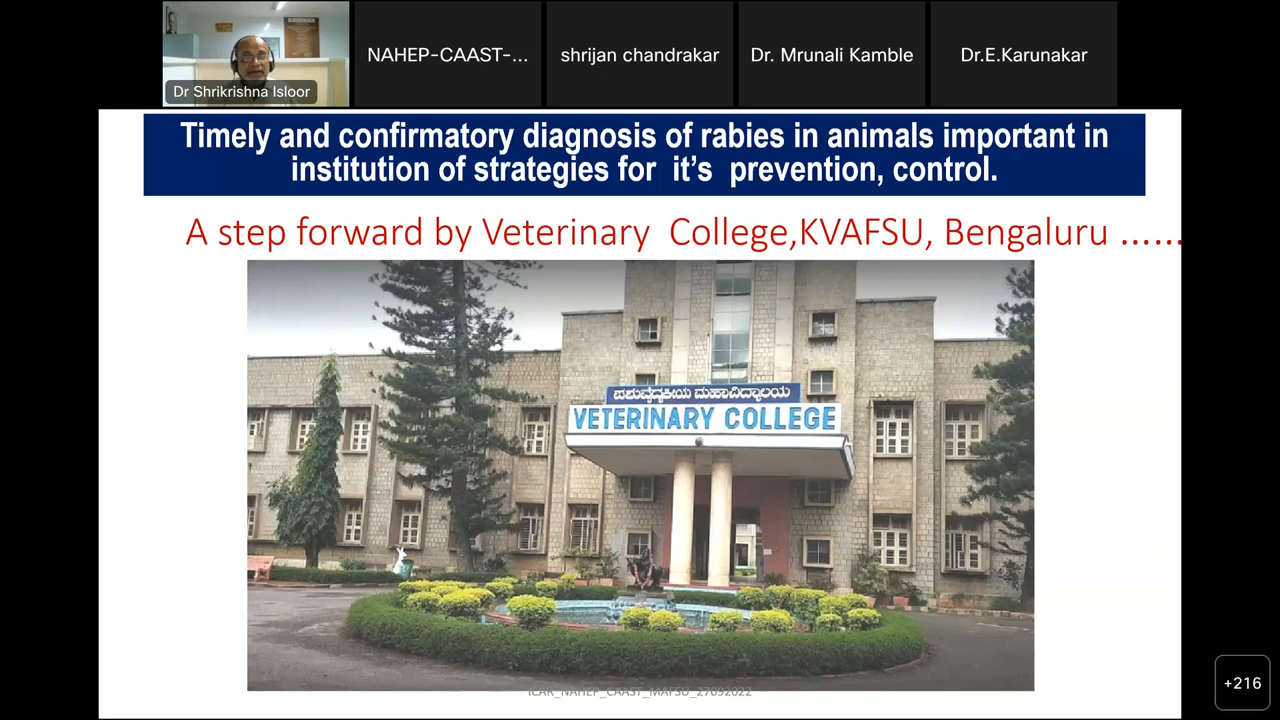 NAHEP-CAAST-...
shrijan chandrakar
Dr. Mrunali Kamble
Dr.E.Karunakar
Dr Shrikrishna Isloor
Timely and confirmatory diagnosis of rabies in animals important in
institution of strategies for it’s prevention, control.
A step forward by Veterinary College,KVAFSU, Bengaluru ......
ಪಶುವೈದ್ಯಕೀಯ ಮಹಾವಿದ್ಯಾಲಯ
VETERINARY COLLEGE
ICAR_NAHEP_CAAST_MAFSU_27092022
+216